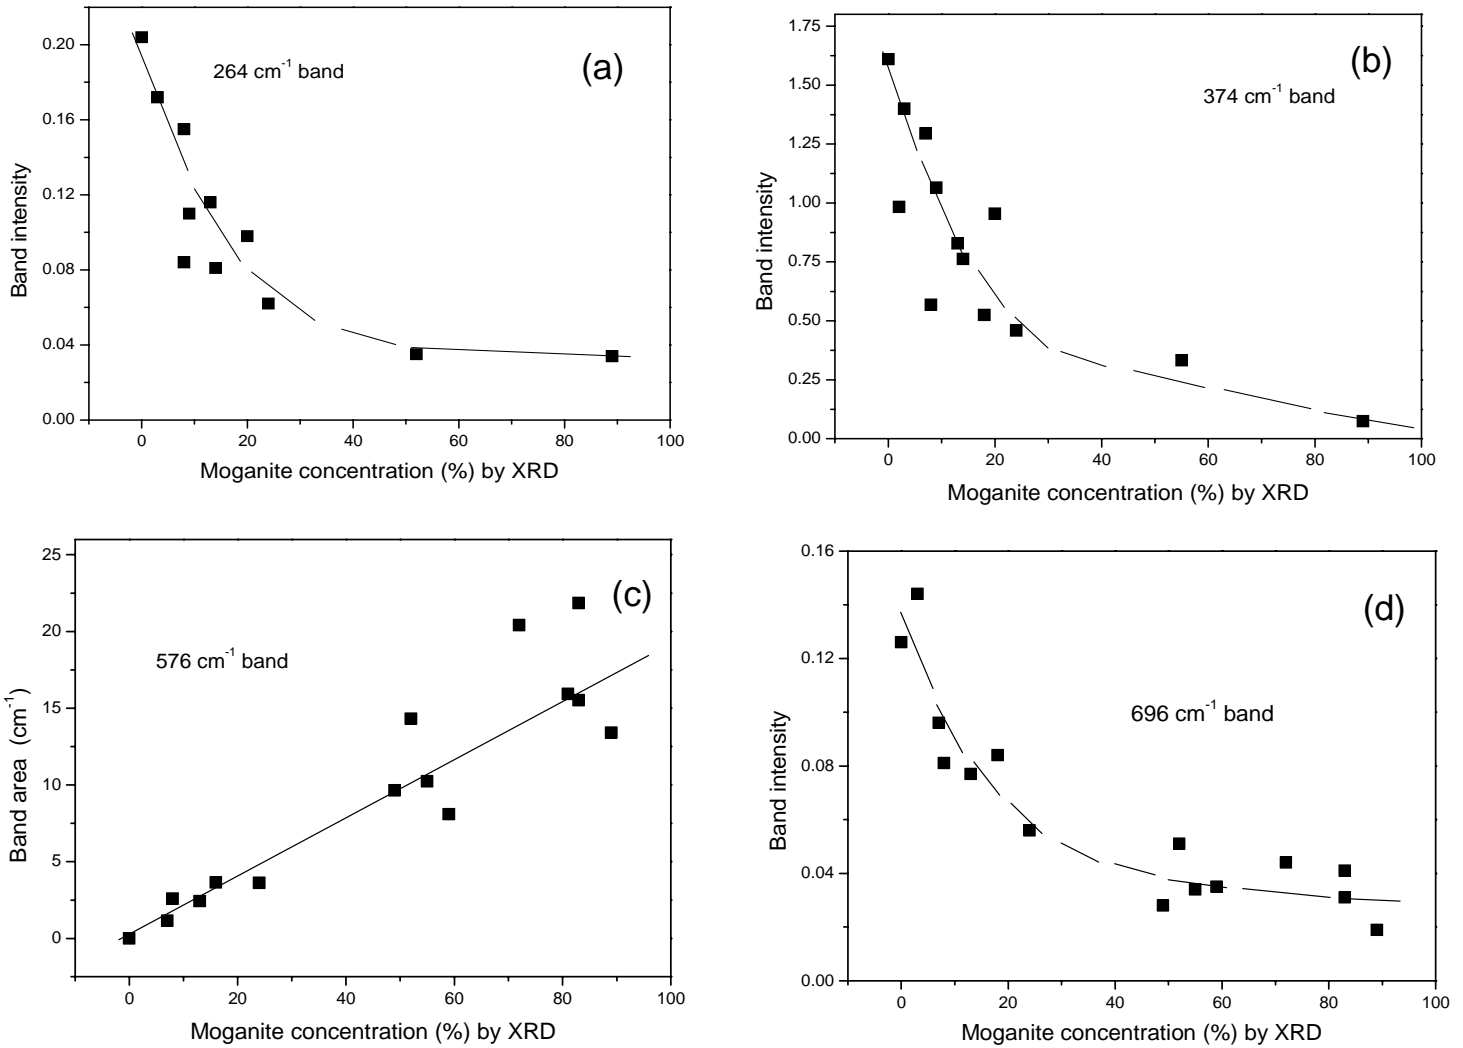 (a)
264 cm-1 band
0.20
0.16
0.12
0.08
0.04
0.00
Band intensity
0 20 40 60 80 100
Moganite concentration (%) by XRD
(b)
374 cm-1 band
1.75
1.50
1.25
1.00
0.75
0.50
0.25
0.00
Band intensity
0 20 40 60 80 100
Moganite concentration (%) by XRD
(c)
576 cm-1 band
25
20
15
10
5
0
Band area (cm-1)
0 20 40 60 80 100
Moganite concentration (%) by XRD
(d)
696 cm-1 band
0.16
0.12
0.08
0.04
0.00
Band intensity
0 20 40 60 80 100
Moganite concentration (%) by XRD